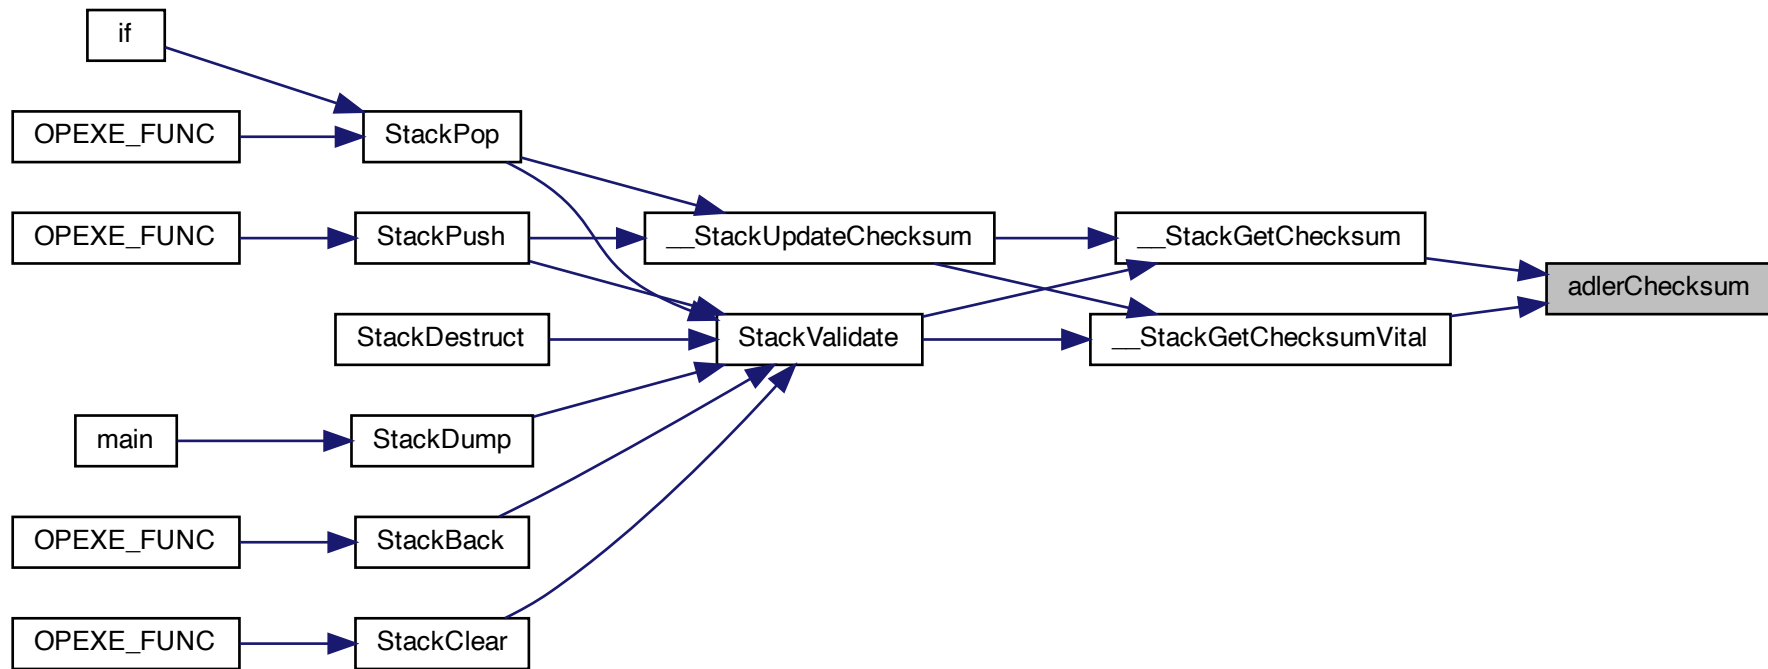 if
OPEXE_FUNC
StackPop
OPEXE_FUNC
StackPush
__StackUpdateChecksum
__StackGetChecksum
adlerChecksum
StackDestruct
StackValidate
__StackGetChecksumVital
main
StackDump
OPEXE_FUNC
StackBack
OPEXE_FUNC
StackClear